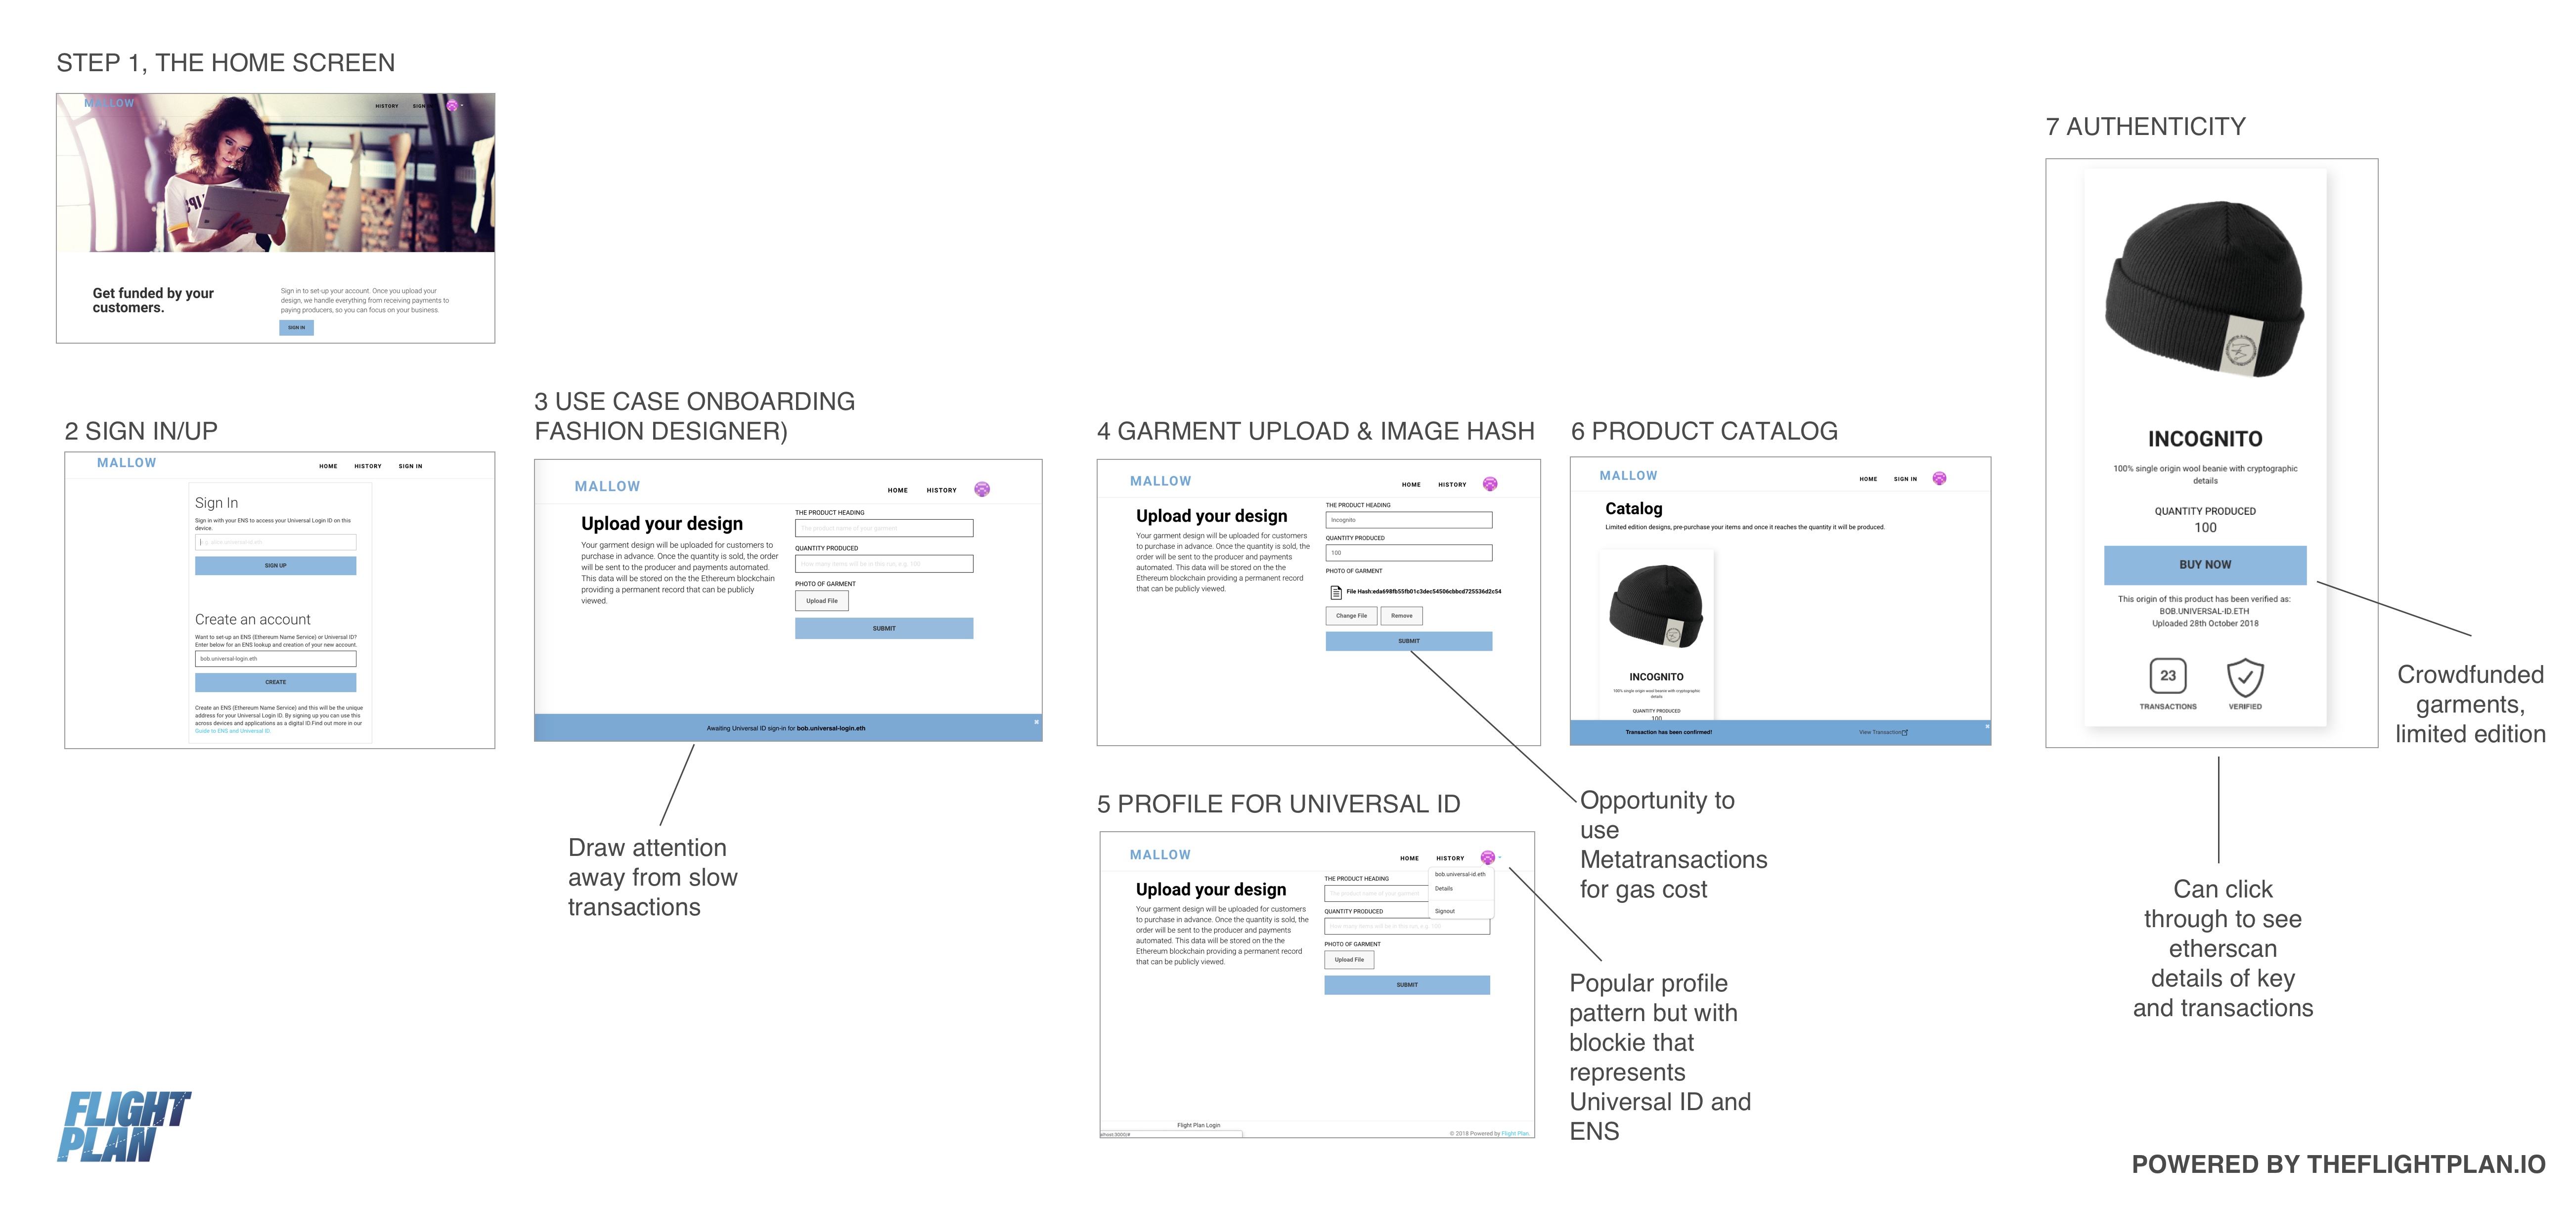 STEP 1, THE HOME SCREEN
MALLOW
HISTORY
SIGN
Get funded by your
customers.
Sign in to set-up your account. Once you upload your
design, we handle everything from receiving payments to
paying producers, so you can focus on your business.
SIGN IN
2 SIGN IN/UP
MALLOW
HOME HISTORY SIGN IN
Sign In
Sign in with your ENS to access your Universal Login ID on this
device.
e.g. alice.universal-id.eth
SIGN UP
Create an account
Want to set-up an ENS (Ethereum Name Service) or Universal ID?
Enter below for an ENS lookup and creation of your new account.
bob.universal-login.eth
CREATE
Create an ENS (Ethereum Name Service) and this will be the unique
address for your Universal Login ID. By signing up you can use this
across devices and applications as a digital ID.Find out more in our
Guide to ENS and Universal ID
3 USE CASE ONBOARDING
FASHION DESIGNER)
MALLOW
HOME HISTORY
Upload your design
Your garment design will be uploaded for customers to
purchase in advance. Once the quantity is sold, the order
will be sent to the producer and payments automated.
This data will be stored on the the Ethereum blockchain
providing a permanent record that can be publicly
viewed.
THE PRODUCT HEADING
The product name of your garment
QUANTITY PRODUCED
How many items will be in this run, e.g. 100
PHOTO OF GARMENT
Upload File
SUBMIT
Awaiting Universal ID sign-in for bob.universal-login.eth
Draw attention
away from slow
transactions
4 GARMENT UPLOAD & IMAGE HASH
MALLOW
HOME HISTORY
Upload your design
Your garment design will be uploaded for customers
to purchase in advance. Once the quantity is sold, the
order will be sent to the producer and payments
automated. This data will be stored on the the
Ethereum blockchain providing a permanent record
that can be publicly viewed.
THE PRODUCT HEADING
Incognito
QUANTITY PRODUCED
100
PHOTO OF GARMENT
File Hash:eda698fb55fb01c3dec54506cbbcd725536d2c54
Change File
Remove
SUBMIT
Opportunity to
use
Metatransactions
for gas cost
5 PROFILE FOR UNIVERSAL ID
MALLOW
HOME HISTORY
bob.universal-id.eth
Details
Signout
Upload your design
Your garment design will be uploaded for customers
to purchase in advance. Once the quantity is sold, the
order will be sent to the producer and payments
automated. This data will be stored on the the
Ethereum blockchain providing a permanent record
that can be publicly viewed.
THE PRODUCT HEADING
The product name of your garment
QUANTITY PRODUCED
How many items will be in this run, e.g. 100
PHOTO OF GARMENT
Upload File
SUBMIT
Flight Plan Login
© 2018 Powered by Flight Plan.
Popular profile
pattern but with
blockie that
represents
Universal ID and
ENS
6 PRODUCT CATALOG
MALLOW
HOME SIGN IN
Catalog
Limited edition designs, pre-purchase your items and once it reaches the quantity it will be produced.
INCOGNITO
100% single origin wool beanie with cryptographic
details
QUANTITY PRODUCED
100
Transaction has been confirmed!
View Transaction
7 AUTHENTICITY
INCOGNITO
100% single origin wool beanie with cryptographic
details
QUANTITY PRODUCED
100
BUY NOW
This origin of this product has been verified as:
BOB.UNIVERSAL-ID.ETH
Uploaded 28th October 2018
23
TRANSACTIONS
VERIFIED
Crowdfunded
garments,
limited edition
Can click
through to see
etherscan
details of key
and transactions
FLIGHT
PLAN
POWERED BY THEFLIGHTPLAN.IO